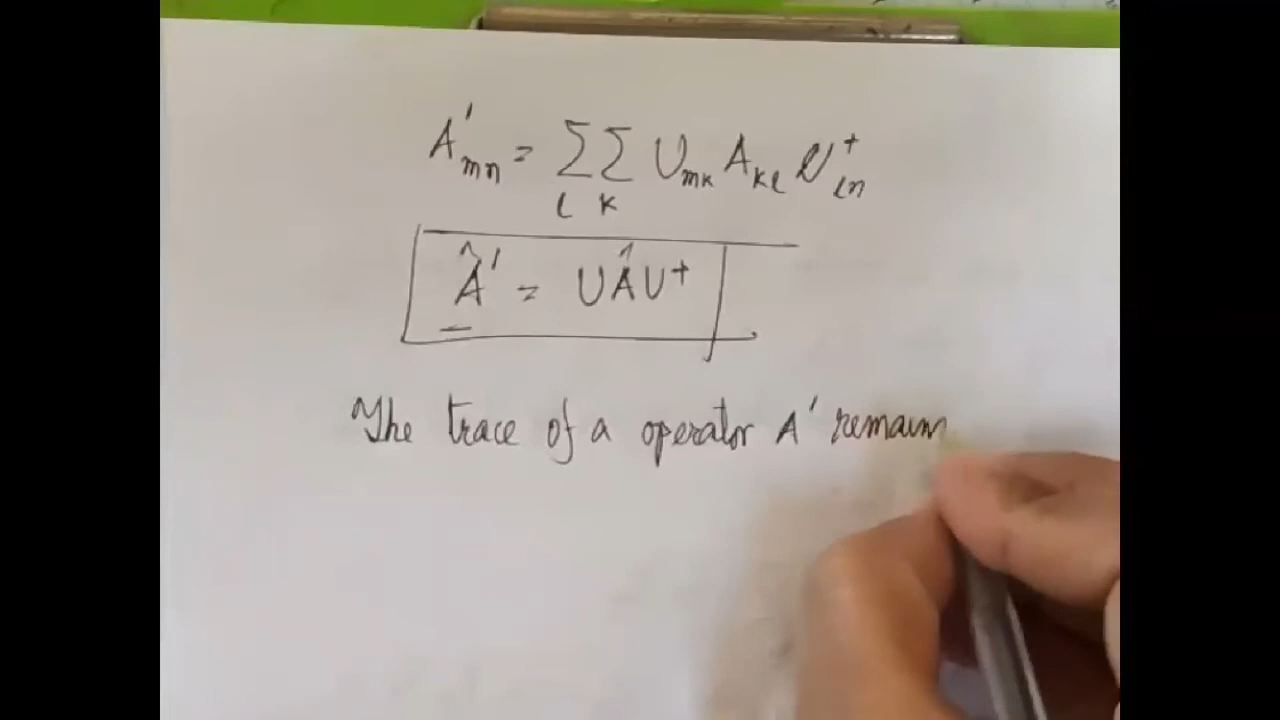 A'mn = Σ Σ Umk Akl U†ln
l k
Â' = UÂU†
The trace of a operator A' remain